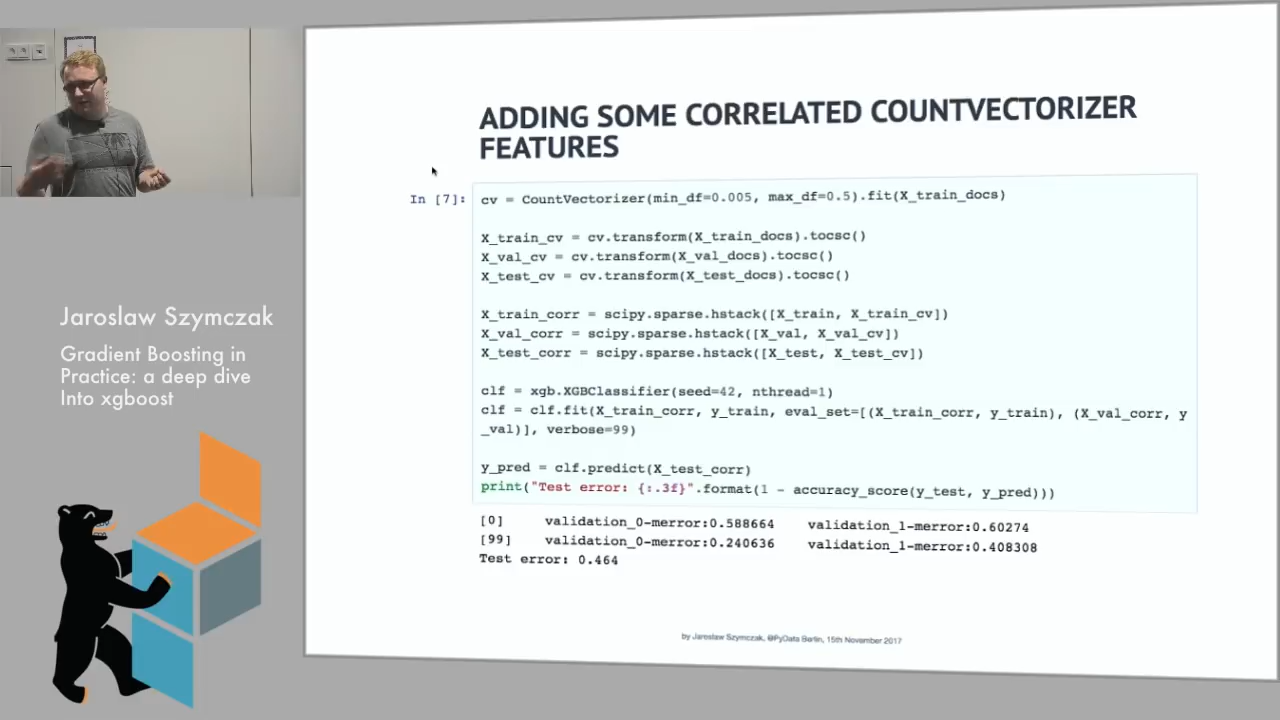 ADDING SOME CORRELATED COUNTVECTORIZER
FEATURES
In [7]:
cv = CountVectorizer(min_df=0.005, max_df=0.5).fit(X_train_docs)
X_train_cv = cv.transform(X_train_docs).tocsc()
X_val_cv = cv.transform(X_val_docs).tocsc()
X_test_cv = cv.transform(X_test_docs).tocsc()
X_train_corr = scipy.sparse.hstack([X_train, X_train_cv])
X_val_corr = scipy.sparse.hstack([X_val, X_val_cv])
X_test_corr = scipy.sparse.hstack([X_test, X_test_cv])
clf = xgb.XGBClassifier(seed=42, nthread=1)
clf = clf.fit(X_train_corr, y_train, eval_set=[(X_train_corr, y_train), (X_val_corr, y
_val)], verbose=99)
y_pred = clf.predict(X_test_corr)
print("Test error: {:.3f}".format(1 - accuracy_score(y_test, y_pred)))
[0] validation_0-merror:0.588664 validation_1-merror:0.60274
[99] validation_0-merror:0.240636 validation_1-merror:0.408308
Test error: 0.464
by Jaroslaw Szymczak, @PyData Berlin, 15th November 2017
Jaroslaw Szymczak
Gradient Boosting in
Practice: a deep dive
Into xgboost